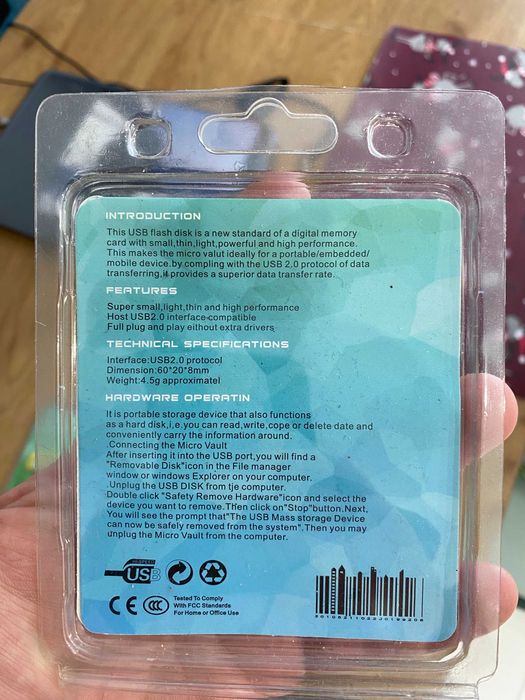 INTRODUCTION
This USB flash disk is a new standard of a digital memory
card with small,thin,light,powerful and high performance.
This makes the micro valut ideally for a portable/embedded/
mobile device.by compling with the USB 2.0 protocol of data
transferring,it provides a superior data transfer rate.
FEATURES
Super small,light,thin and high performance
Host USB2.0 interface-compatible
Full plug and play eithout extra drivers
TECHNICAL SPECIFICATIONS
Interface:USB2.0 protocol
Dimension:60*20*8mm
Weight:4.5g approximatel
HARDWARE OPERATIN
It is portable storage device that also functions
as a hard disk,i,e.you can read,write,cope or delete date and
conveniently carry the information around.
.Connecting the Micro Vault
After inserting it into the USB port,you will find a
"Removable Disk"icon in the File manager
window or windows Explorer on your computer.
.Unplug the USB DISK from tje computer.
Double click "Safety Remove Hardware"icon and select the
device you want to remove.Then click on"Stop"button.Next,
You will see the prompt that"The USB Mass storage Device
can now be safely removed from the system".Then you may
unplug the Micro Vault from the computer.
HI-SPEED
USB
CE CCC
Tested To Comply
With FCC Standards
For Home or Office Use